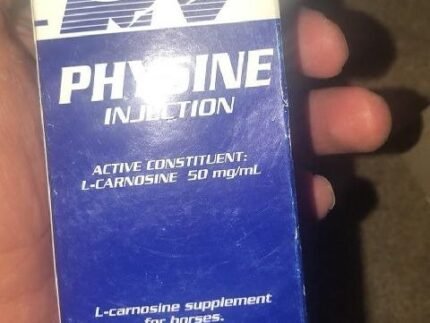 PHYSINE
INJECTION
ACTIVE CONSTITUENT:
L-CARNOSINE 50 mg/mL
L-carnosine supplement
for horses.